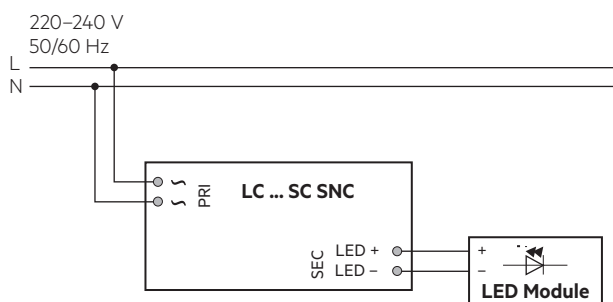 220–240 V
50/60 Hz
L
N
~ PRI
~
LC ... SC SNC
SEC
LED +
LED –
+
–
LED Module